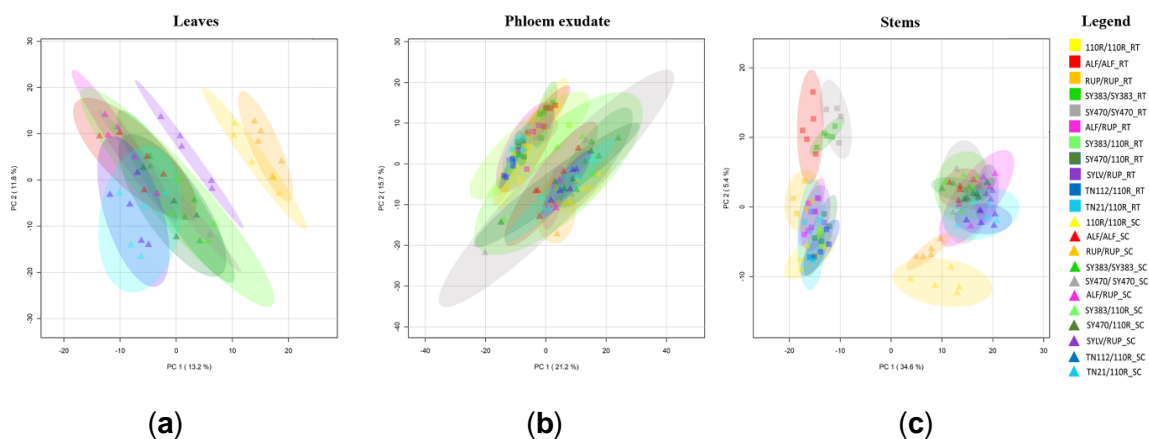 Leaves
Phloem exudate
Stems
Legend
30
20
10
0
-10
-20
-30
PC 2 ( 11.8 %)
-20
-10
0
10
20
PC 1 ( 13.2 %)
30
20
10
0
-10
-20
-30
-40
PC 2 ( 15.7 %)
-40
-20
0
20
40
PC 1 ( 21.2 %)
20
10
0
-10
PC 2 ( 5.4 %)
-20
-10
0
10
20
30
PC 1 ( 34.6 %)
110R/110R_RT
ALF/ALF_RT
RUP/RUP_RT
SY383/SY383_RT
SY470/SY470_RT
ALF/RUP_RT
SY383/110R_RT
SY470/110R_RT
SYLV/RUP_RT
TN112/110R_RT
TN21/110R_RT
110R/110R_SC
ALF/ALF_SC
RUP/RUP_SC
SY383/SY383_SC
SY470/ SY470_SC
ALF/RUP_SC
SY383/110R_SC
SY470/110R_SC
SYLV/RUP_SC
TN112/110R_SC
TN21/110R_SC
(a)
(b)
(c)